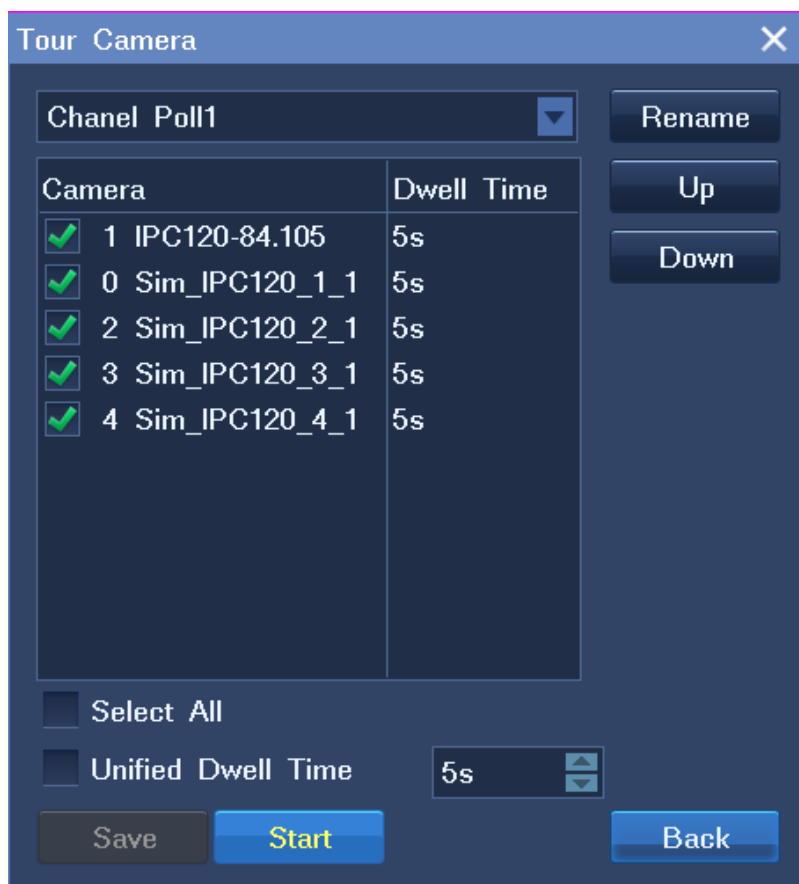 Tour Camera
Chanel Poll1
Rename
Camera Dwell Time
Up
1 IPC120-84.105 5s
Down
0 Sim_IPC120_1_1 5s
2 Sim_IPC120_2_1 5s
3 Sim_IPC120_3_1 5s
4 Sim_IPC120_4_1 5s
Select All
Unified Dwell Time 5s
Save Start Back